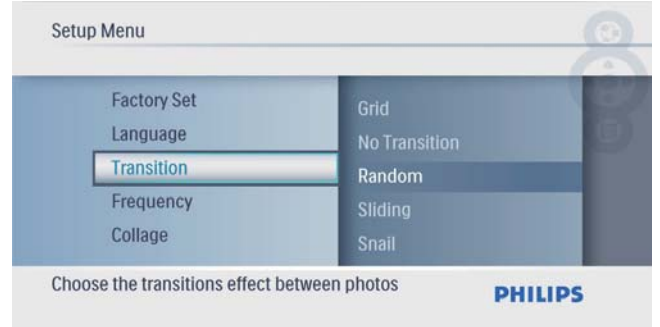 Setup Menu
Factory Set
Language
Transition
Frequency
Collage
Grid
No Transition
Random
Sliding
Snail
Choose the transitions effect between photos
PHILIPS